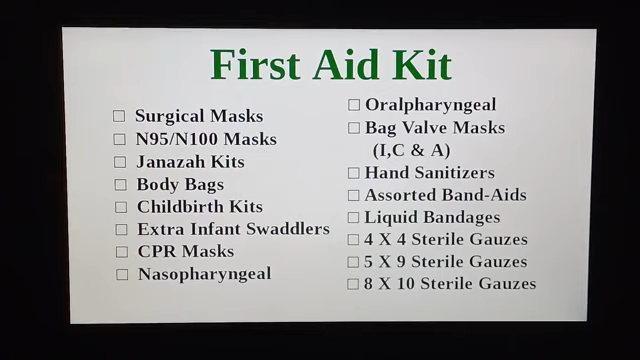 First Aid Kit
Surgical Masks
N95/N100 Masks
Janazah Kits
Body Bags
Childbirth Kits
Extra Infant Swaddlers
CPR Masks
Nasopharyngeal
Oralpharyngeal
Bag Valve Masks
(I,C & A)
Hand Sanitizers
Assorted Band-Aids
Liquid Bandages
4 X 4 Sterile Gauzes
5 X 9 Sterile Gauzes
8 X 10 Sterile Gauzes